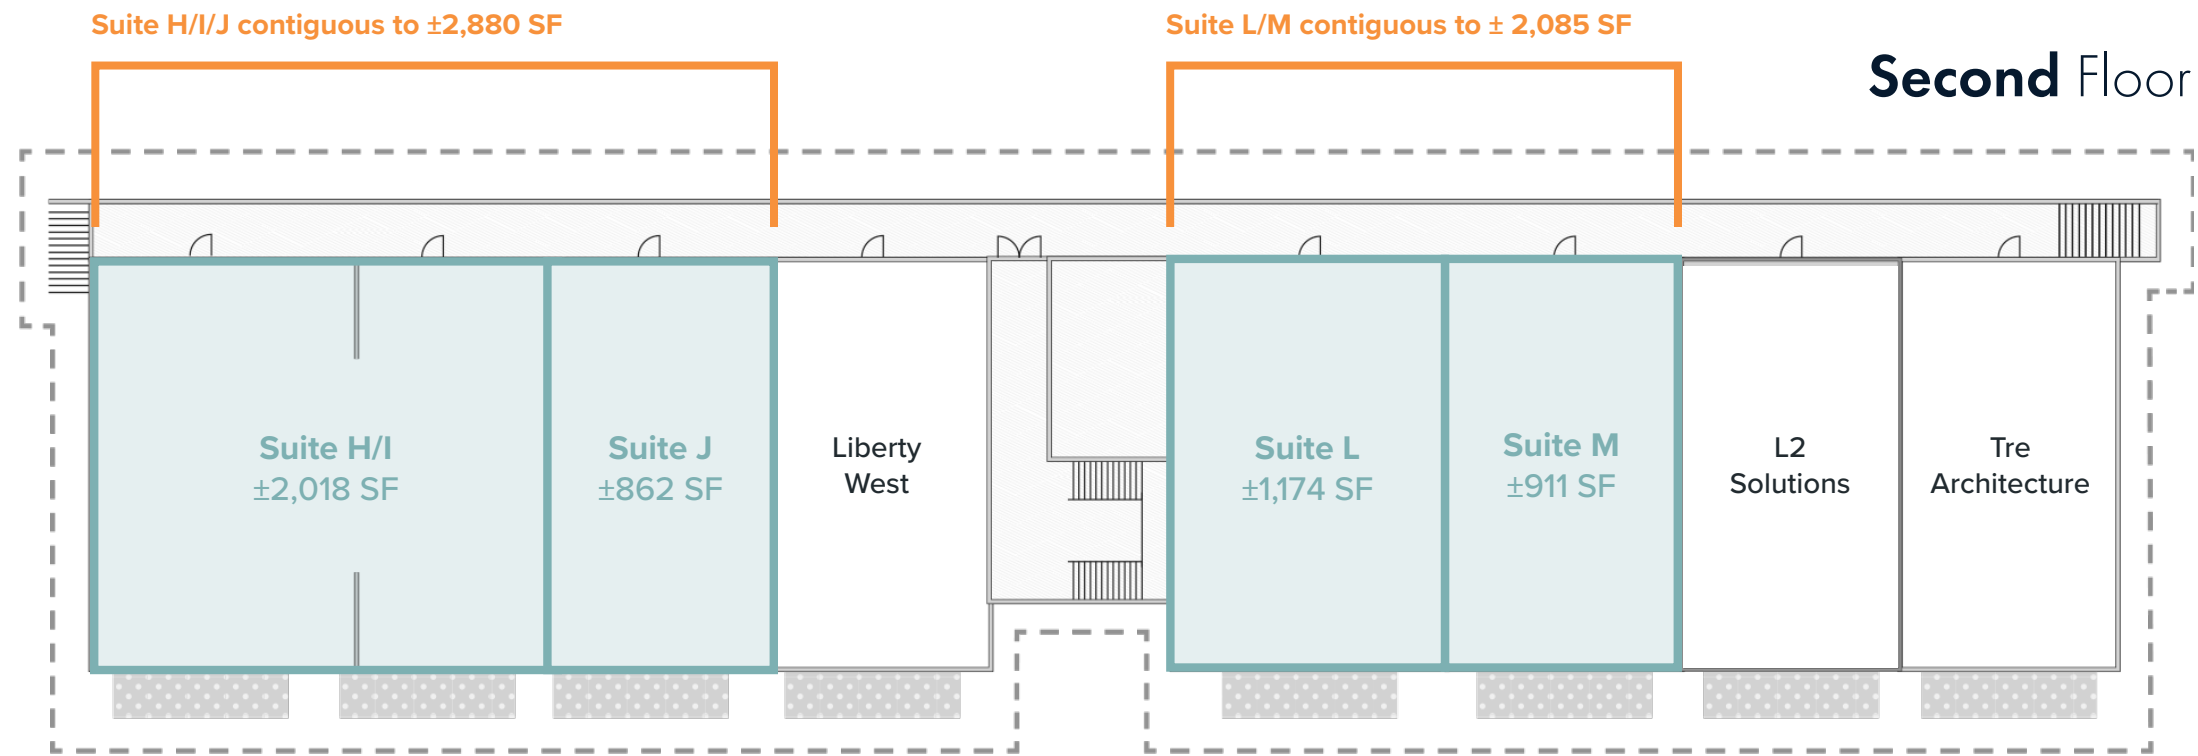 Suite H/I/J contiguous to ±2,880 SF
Suite L/M contiguous to ± 2,085 SF
Second Floor
Suite H/I
±2,018 SF
Suite J
±862 SF
Liberty
West
Suite L
±1,174 SF
Suite M
±911 SF
L2
Solutions
Tre
Architecture